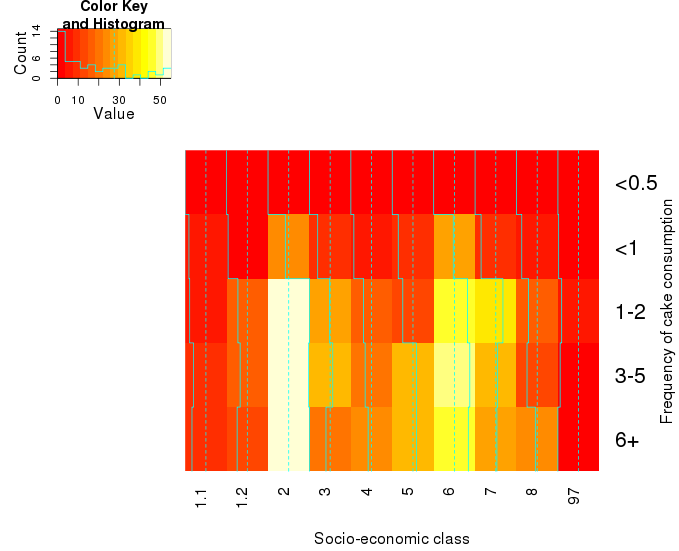 Color Key
and Histogram
Count
0 6 14
0 10 30 50
Value
<0.5
<1
1-2
3-5
6+
Frequency of cake consumption
1.1 1.2 2 3 4 5 6 7 8 97
Socio-economic class